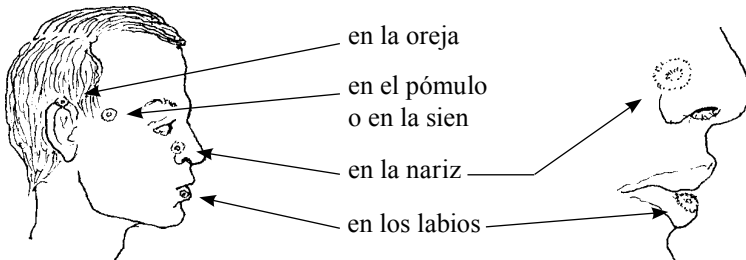 en la oreja
en el pómulo
o en la sien
en la nariz
en los labios